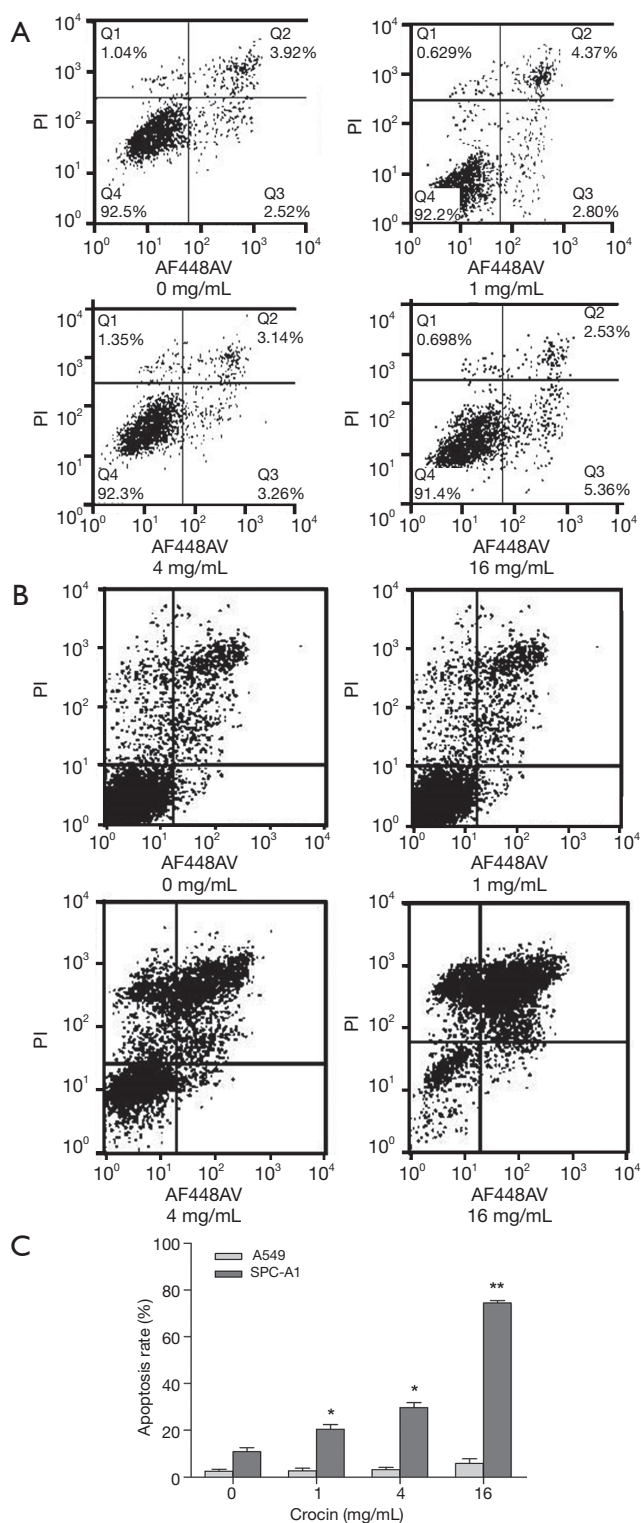 A
Q1
1.04%
Q2
3.92%
Q4
92.5%
Q3
2.52%
PI
10⁴
10³
10²
10¹
10⁰
10⁰ 10¹ 10² 10³ 10⁴
AF448AV
0 mg/mL
Q1
0.629%
Q2
4.37%
Q4
92.2%
Q3
2.80%
PI
10⁴
10³
10²
10¹
10⁰
10⁰ 10¹ 10² 10³ 10⁴
AF448AV
1 mg/mL
Q1
1.35%
Q2
3.14%
Q4
92.3%
Q3
3.26%
PI
10⁴
10³
10²
10¹
10⁰
10⁰ 10¹ 10² 10³ 10⁴
AF448AV
4 mg/mL
Q1
0.698%
Q2
2.53%
Q4
91.4%
Q3
5.36%
PI
10⁴
10³
10²
10¹
10⁰
10⁰ 10¹ 10² 10³ 10⁴
AF448AV
16 mg/mL
B
PI
10⁴
10³
10²
10¹
10⁰
10⁰ 10¹ 10² 10³ 10⁴
AF448AV
0 mg/mL
PI
10⁴
10³
10²
10¹
10⁰
10⁰ 10¹ 10² 10³ 10⁴
AF448AV
1 mg/mL
PI
10⁴
10³
10²
10¹
10⁰
10⁰ 10¹ 10² 10³ 10⁴
AF448AV
4 mg/mL
PI
10⁴
10³
10²
10¹
10⁰
10⁰ 10¹ 10² 10³ 10⁴
AF448AV
16 mg/mL
C
A549
SPC-A1
Apoptosis rate (%)
100
80
60
40
20
0
*
*
**
0 1 4 16
Crocin (mg/mL)